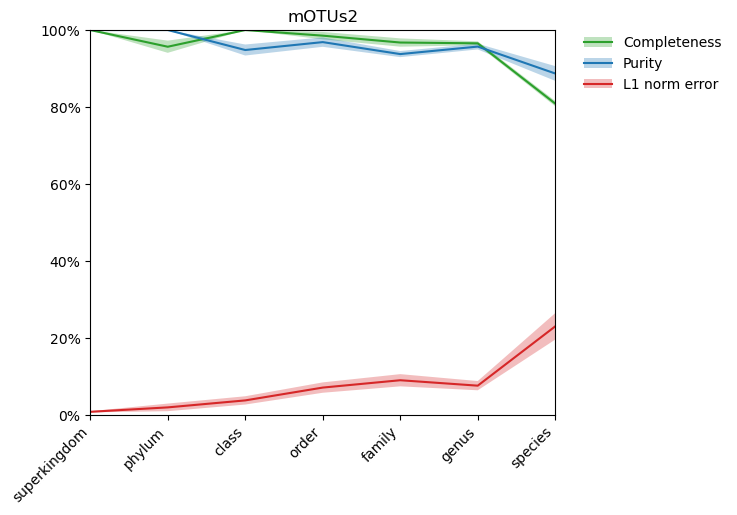 mOTUs2
100%
80%
60%
40%
20%
0%
superkingdom
phylum
class
order
family
genus
species
Completeness
Purity
L1 norm error